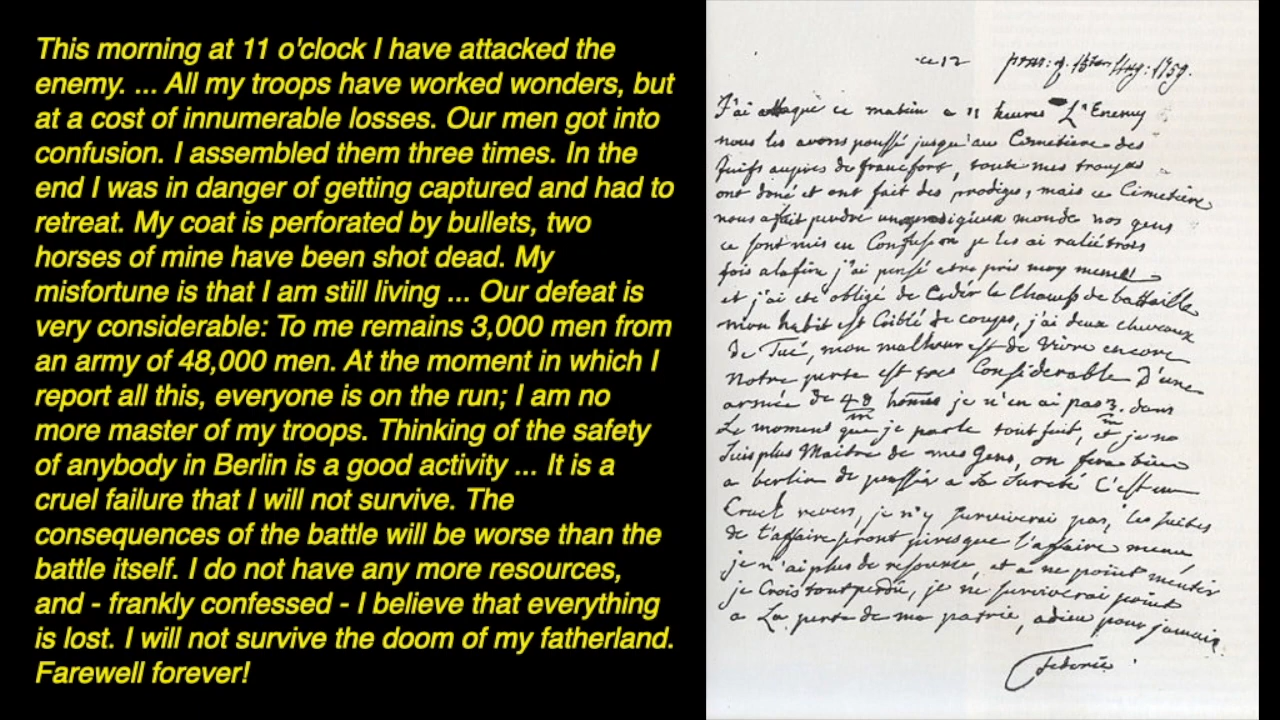 This morning at 11 o'clock I have attacked the
enemy. ... All my troops have worked wonders, but
at a cost of innumerable losses. Our men got into
confusion. I assembled them three times. In the
end I was in danger of getting captured and had to
retreat. My coat is perforated by bullets, two
horses of mine have been shot dead. My
misfortune is that I am still living ... Our defeat is
very considerable: To me remains 3,000 men from
an army of 48,000 men. At the moment in which I
report all this, everyone is on the run; I am no
more master of my troops. Thinking of the safety
of anybody in Berlin is a good activity ... It is a
cruel failure that I will not survive. The
consequences of the battle will be worse than the
battle itself. I do not have any more resources,
and - frankly confessed - I believe that everything
is lost. I will not survive the doom of my fatherland.
Farewell forever!
ce 12 1759.
J'ai attaqué ce matin a 11 heures L'Enemy
nous les avons poussé jusqu'au Cemetiere des
Juifs aupres de francfort, toute mes troupes
ont doné et ont fait des prodiges, mais ce Cimetiere
nous a fait perdre un prodigieux monde nos gens
ce sont mis en Confusion je les ai ralié trois
fois a la fin j'ai pensé etre pris moy meme
et j'ai eté obligé de Ceder le Champ de battaille
mon habit est Criblé de coups, j'ai deux chevaux
de Tué, mon malheur est de vivre encore
Notre perte est tres Considerable D'une
armée de 48 m homes je n'en ai pas 3 m dans
Le moment que je parle tout fuit, et je ne
Suis plus Maitre de mes Gens, on fera bien
a berlin de penser a Sa Sureté C'est un
Cruel revers, je n'y Surviverai pas, les Suites
de l'affaire seront pires que l'affaire meme
je n'ai plus de resource, et a ne point mentir
je Crois tout perdu, je ne surviverai point
a La perte de ma patrie, adieu pour jamais
Federic